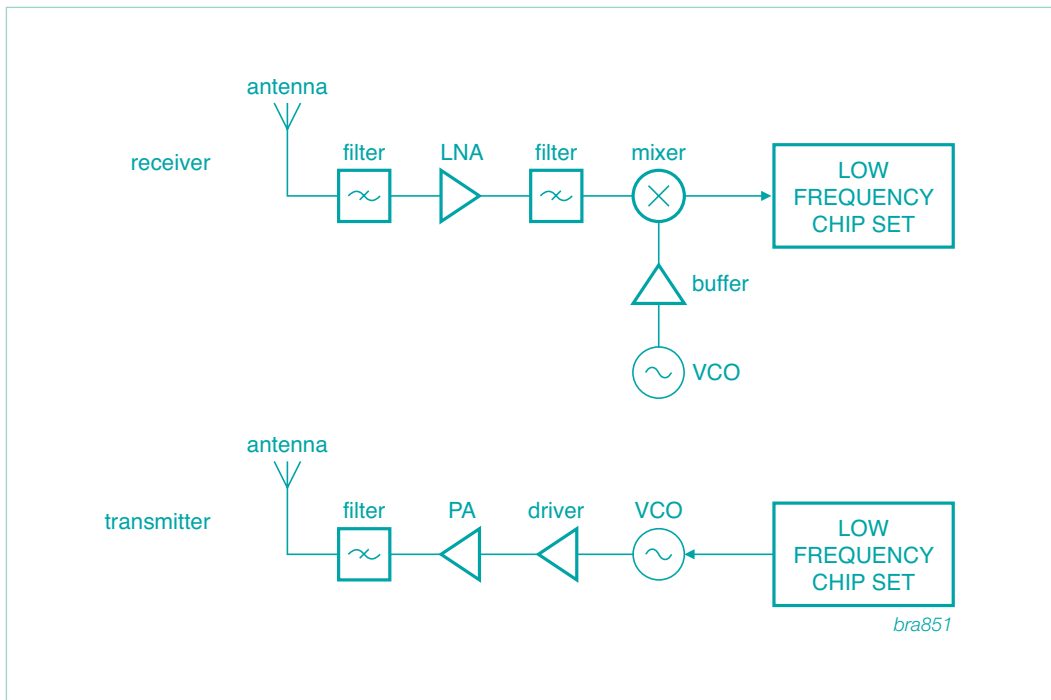 antenna
receiver
filter
LNA
filter
mixer
LOW
FREQUENCY
CHIP SET
buffer
VCO
antenna
transmitter
filter
PA
driver
VCO
LOW
FREQUENCY
CHIP SET
bra851